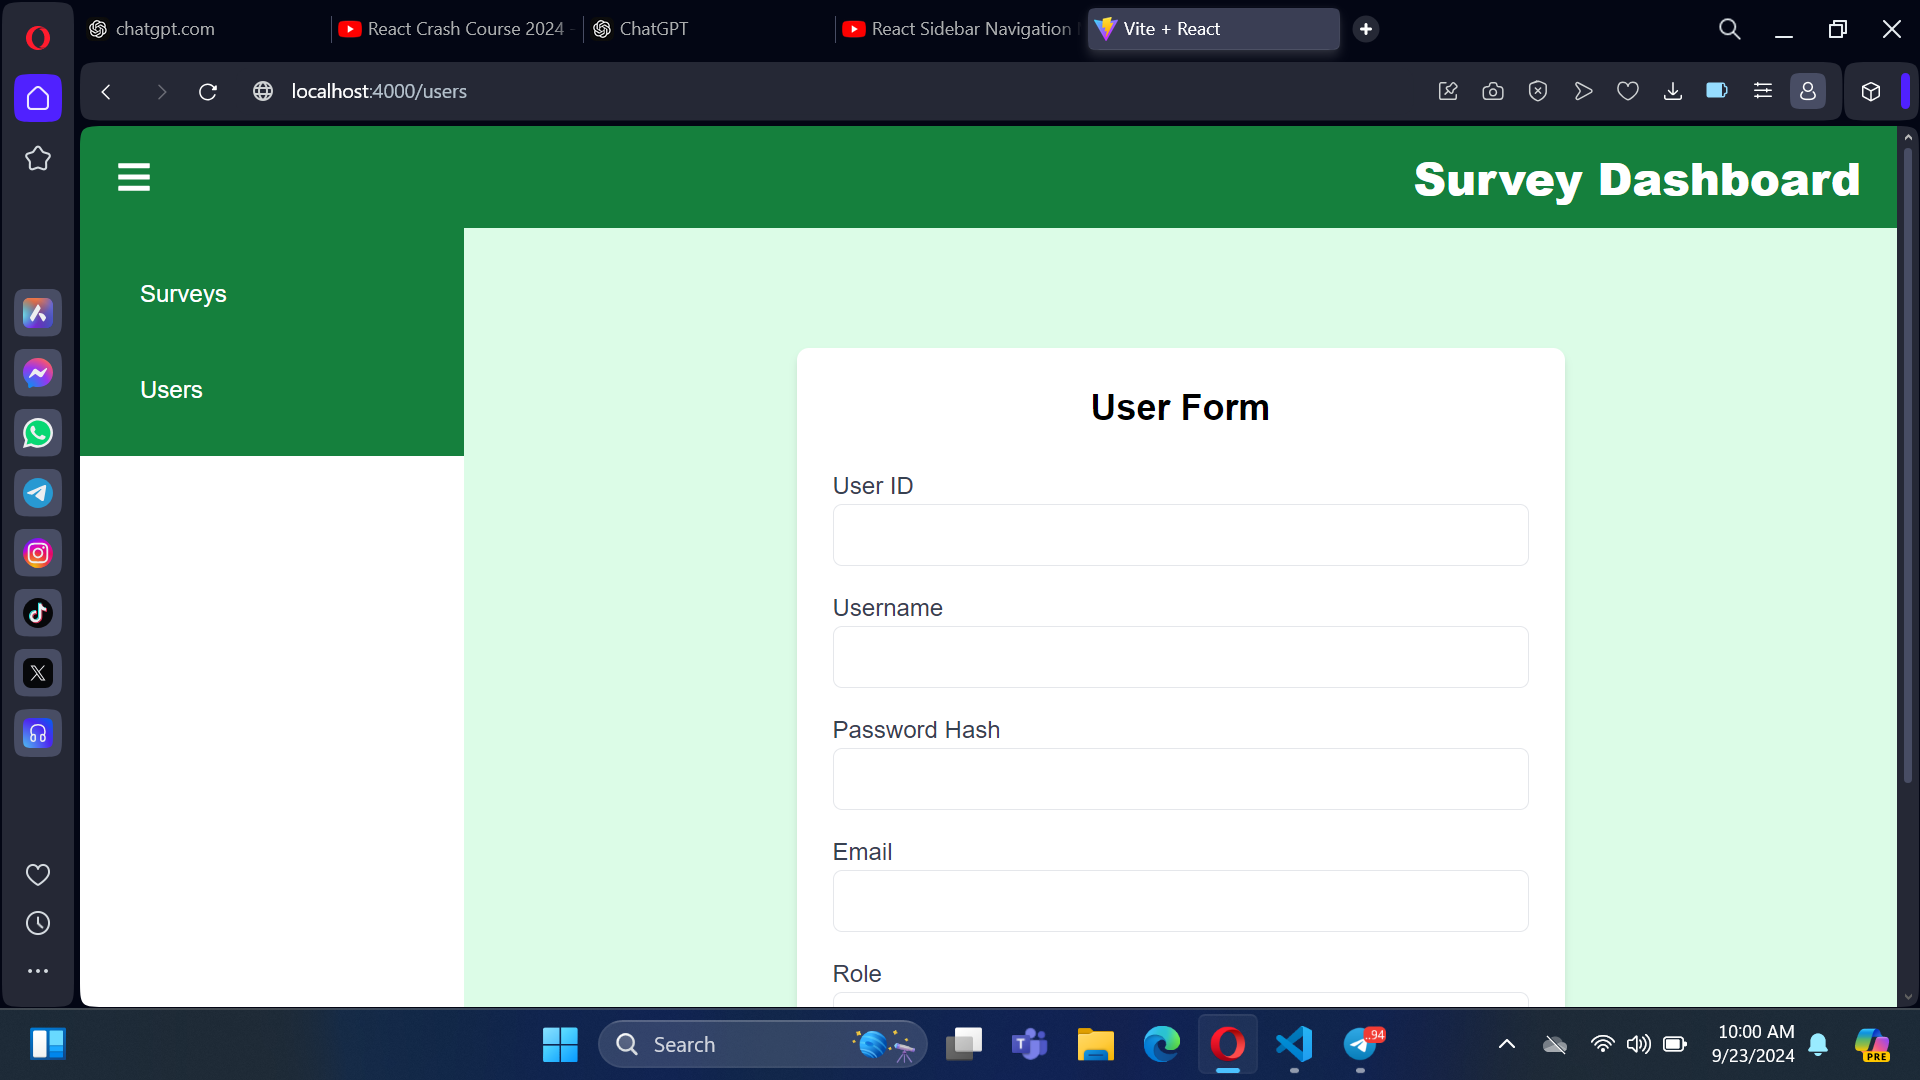 chatgpt.com
React Crash Course 2024 -
ChatGPT
React Sidebar Navigation
Vite + React
localhost:4000/users
Survey Dashboard
Surveys
Users
User Form
User ID
Username
Password Hash
Email
Role
Search
T
..94
10:00 AM
9/23/2024
PRE